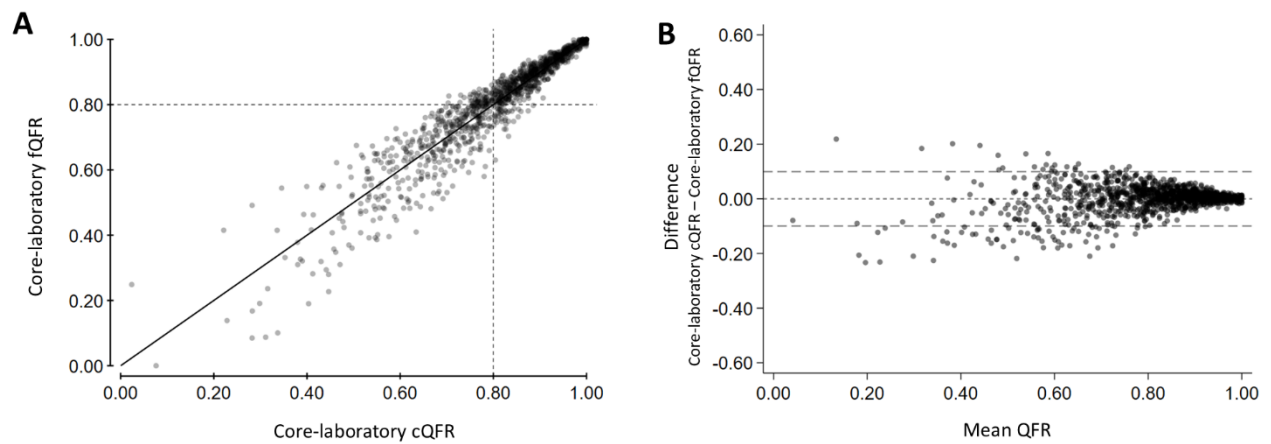 A
Core-laboratory fQFR
1.00
0.80
0.60
0.40
0.20
0.00
0.00 0.20 0.40 0.60 0.80 1.00
Core-laboratory cQFR
B
Difference
Core-laboratory cQFR – Core-laboratory fQFR
0.60
0.40
0.20
0.00
-0.20
-0.40
-0.60
0.00 0.20 0.40 0.60 0.80 1.00
Mean QFR